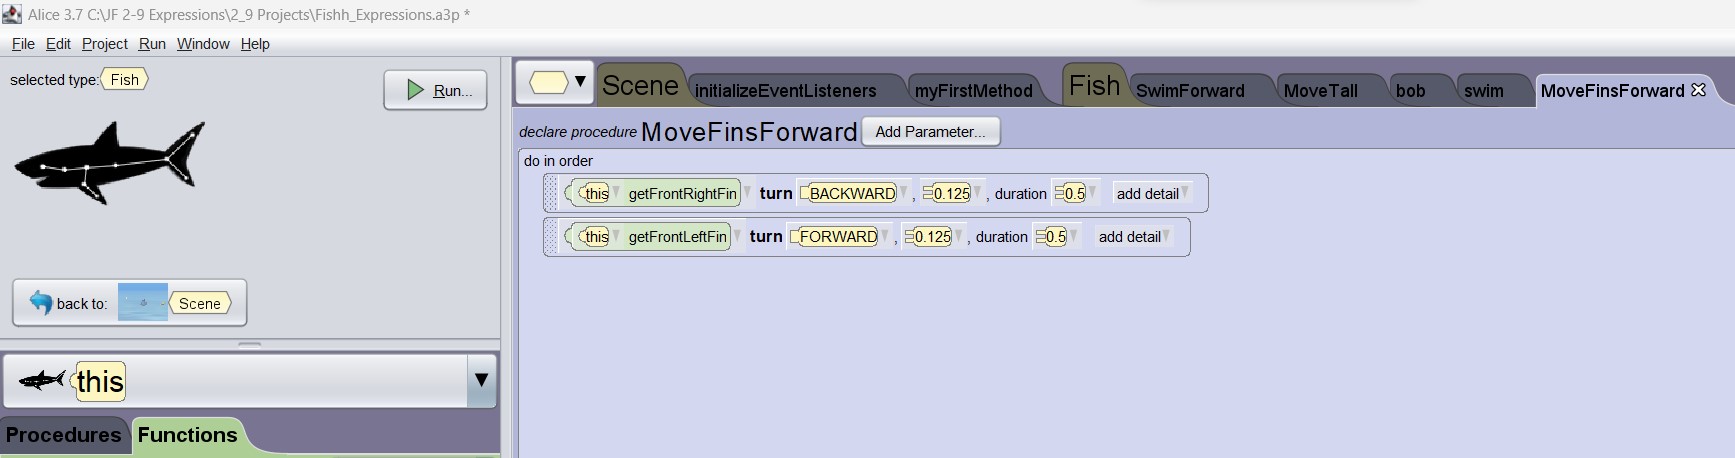 Alice 3.7 C:\JF 2-9 Expressions\2_9 Projects\Fishh_Expressions.a3p *
File Edit Project Run Window Help
selected type: Fish
Run...
back to: Scene
this
Procedures Functions
Scene initializeEventListeners myFirstMethod Fish SwimForward MoveTall bob swim MoveFinsForward
declare procedure MoveFinsForward Add Parameter...
do in order
this getFrontRightFin turn BACKWARD , 0.125 , duration 0.5 add detail
this getFrontLeftFin turn FORWARD , 0.125 , duration 0.5 add detail